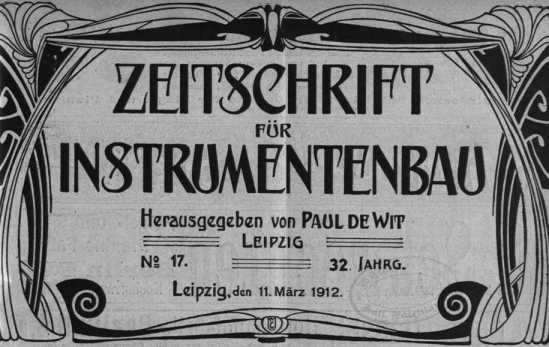 ZEITSCHRIFT
FÜR
INSTRUMENTENBAU
Herausgegeben von PAUL DE WIT
LEIPZIG
No 17. 32. JAHRG.
Leipzig, den 11. März 1912.